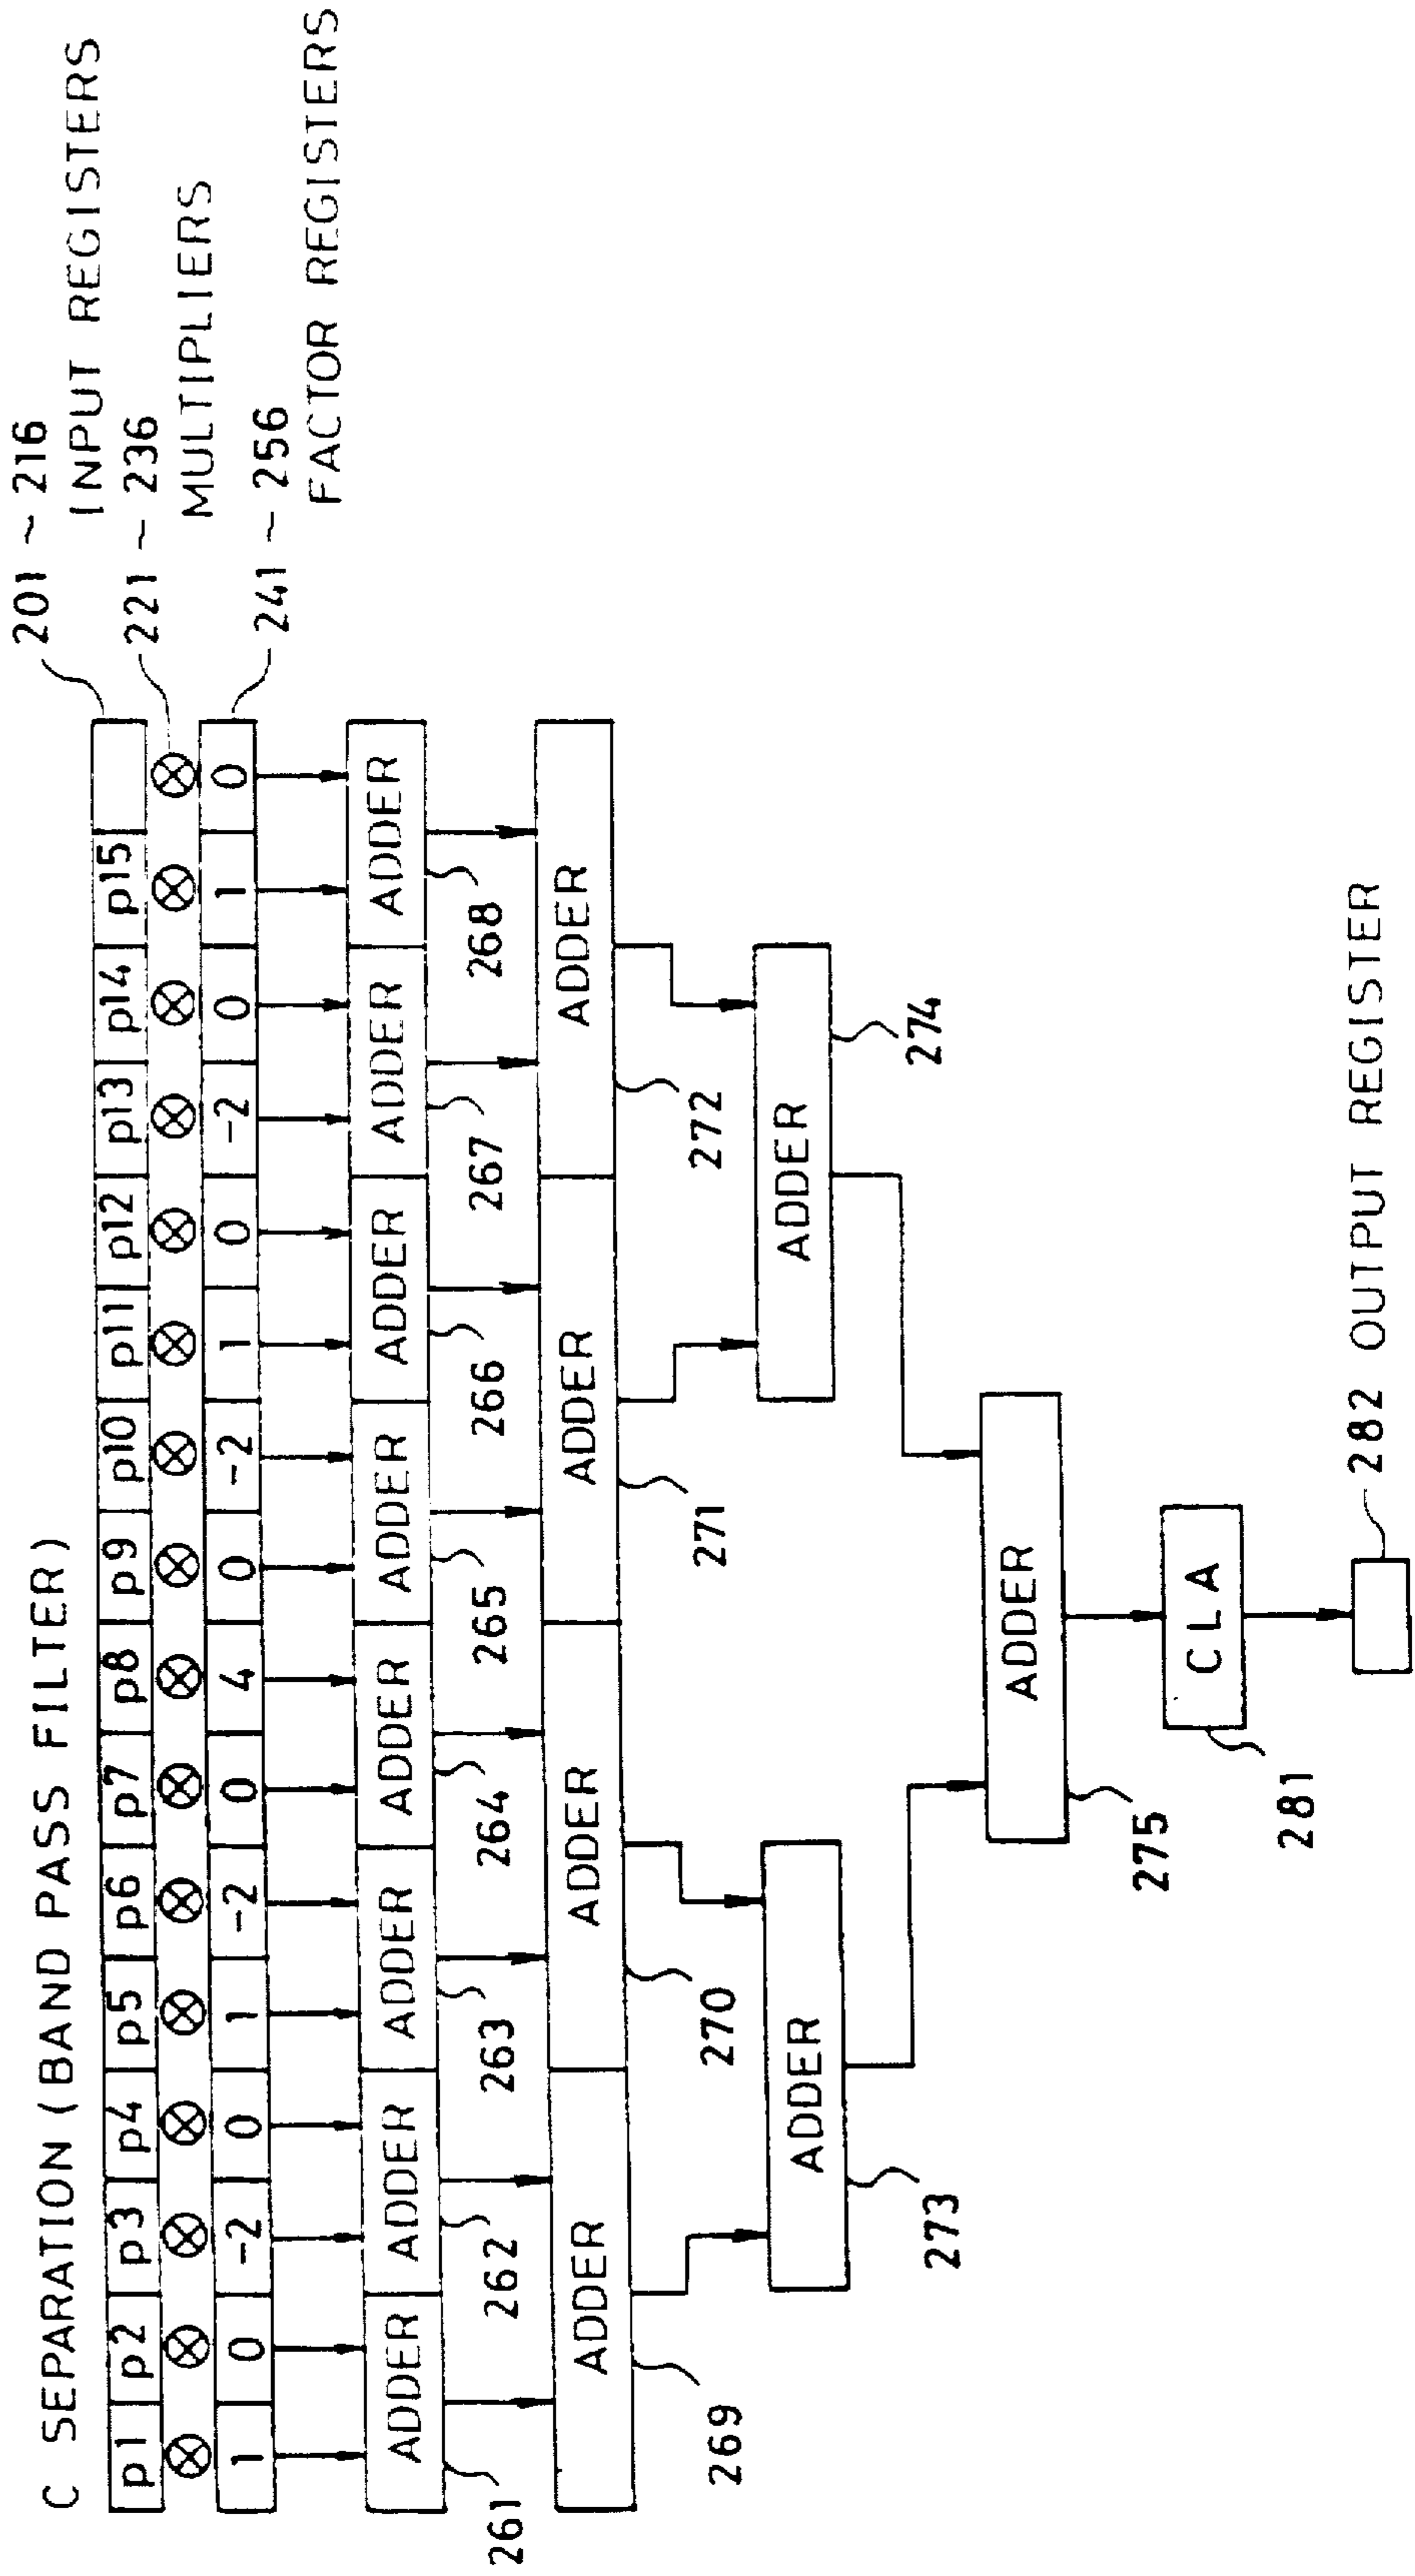 C SEPARATION (BAND PASS FILTER)
201 ~ 216
INPUT REGISTERS
221 ~ 236
MULTIPLIERS
241 ~ 256
FACTOR REGISTERS
p1 p2 p3 p4 p5 p6 p7 p8 p9 p10 p11 p12 p13 p14 p15
1 0 -2 0 1 -2 0 4 0 -2 1 0 -2 0 1 0
ADDER ADDER ADDER ADDER ADDER ADDER ADDER ADDER
261 262 263 264 265 266 267 268
ADDER ADDER ADDER ADDER
269 270 271 272
ADDER ADDER
273 274
ADDER
275
CLA
281
282 OUTPUT REGISTER